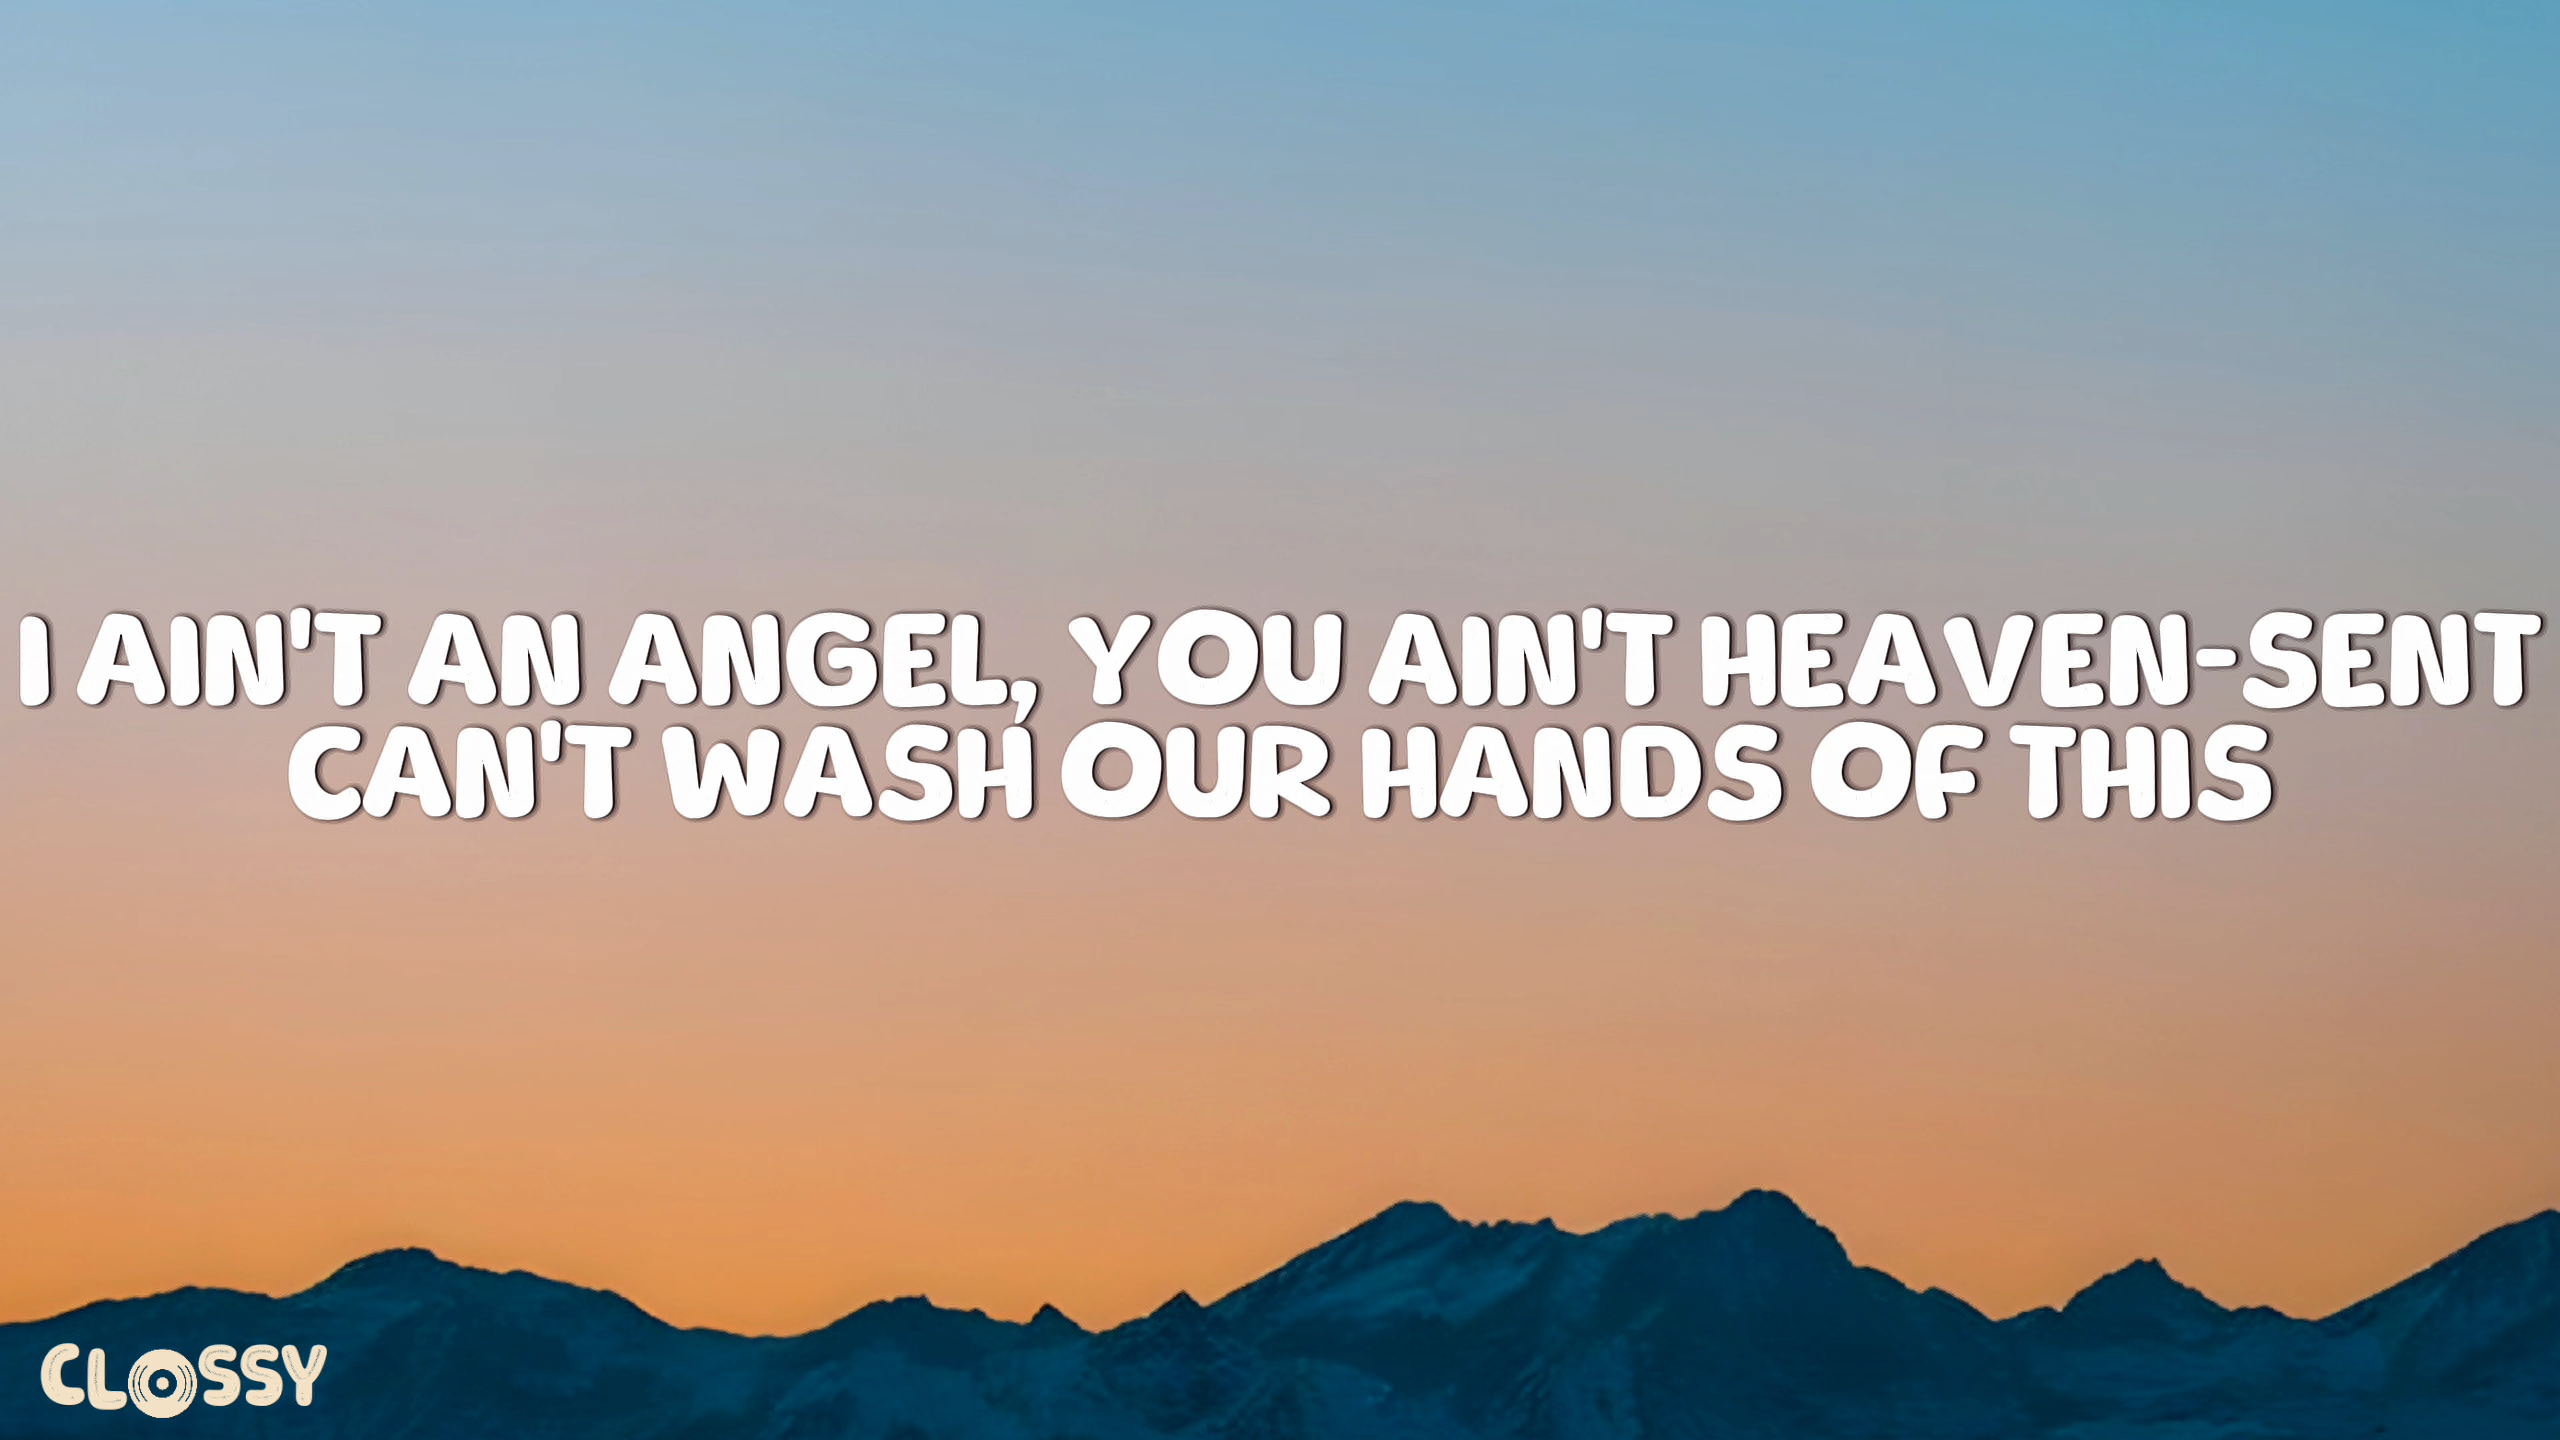 I AIN'T AN ANGEL, YOU AIN'T HEAVEN-SENT
CAN'T WASH OUR HANDS OF THIS
CLOSSY